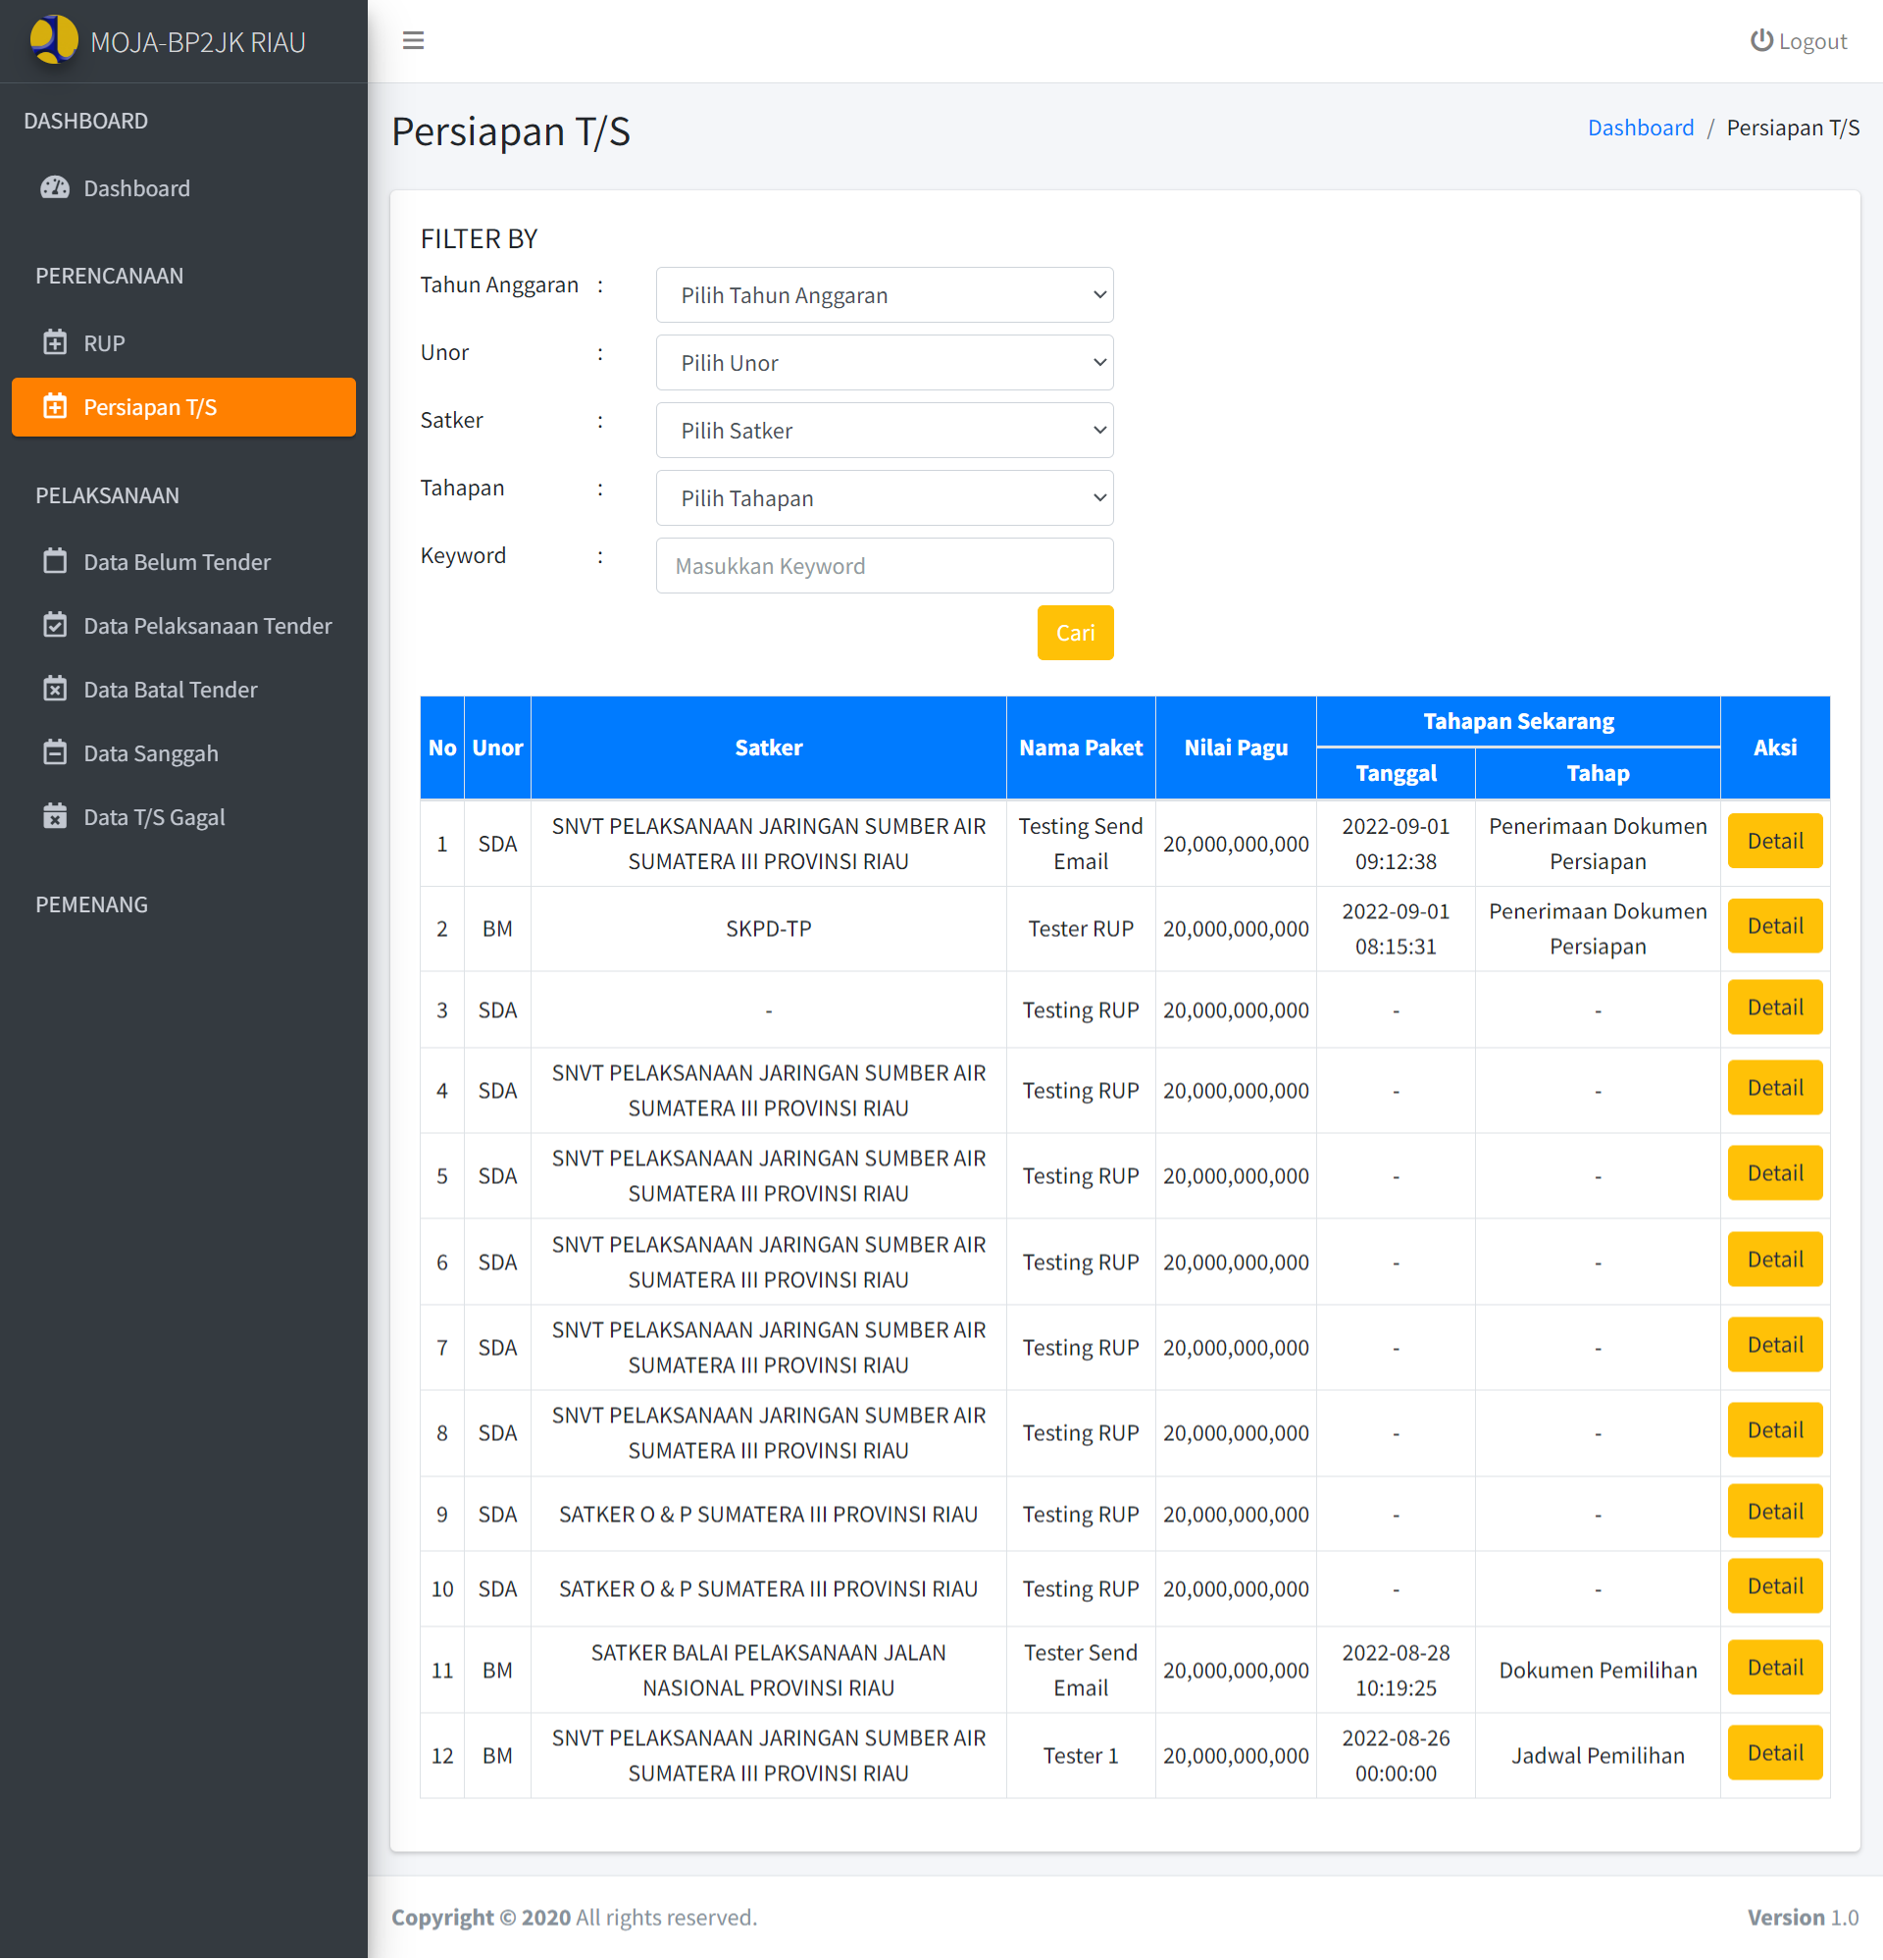 MOJA-BP2JK RIAU
Logout
DASHBOARD
Dashboard
PERENCANAAN
RUP
Persiapan T/S
PELAKSANAAN
Data Belum Tender
Data Pelaksanaan Tender
Data Batal Tender
Data Sanggah
Data T/S Gagal
PEMENANG
Persiapan T/S
Dashboard / Persiapan T/S
FILTER BY
Tahun Anggaran : Pilih Tahun Anggaran
Unor : Pilih Unor
Satker : Pilih Satker
Tahapan : Pilih Tahapan
Keyword : Masukkan Keyword
Cari
No Unor Satker Nama Paket Nilai Pagu Tahapan Sekarang Aksi
Tanggal Tahap
1 SDA SNVT PELAKSANAAN JARINGAN SUMBER AIR SUMATERA III PROVINSI RIAU Testing Send Email 20,000,000,000 2022-09-01 09:12:38 Penerimaan Dokumen Persiapan Detail
2 BM SKPD-TP Tester RUP 20,000,000,000 2022-09-01 08:15:31 Penerimaan Dokumen Persiapan Detail
3 SDA - Testing RUP 20,000,000,000 - - Detail
4 SDA SNVT PELAKSANAAN JARINGAN SUMBER AIR SUMATERA III PROVINSI RIAU Testing RUP 20,000,000,000 - - Detail
5 SDA SNVT PELAKSANAAN JARINGAN SUMBER AIR SUMATERA III PROVINSI RIAU Testing RUP 20,000,000,000 - - Detail
6 SDA SNVT PELAKSANAAN JARINGAN SUMBER AIR SUMATERA III PROVINSI RIAU Testing RUP 20,000,000,000 - - Detail
7 SDA SNVT PELAKSANAAN JARINGAN SUMBER AIR SUMATERA III PROVINSI RIAU Testing RUP 20,000,000,000 - - Detail
8 SDA SNVT PELAKSANAAN JARINGAN SUMBER AIR SUMATERA III PROVINSI RIAU Testing RUP 20,000,000,000 - - Detail
9 SDA SATKER O & P SUMATERA III PROVINSI RIAU Testing RUP 20,000,000,000 - - Detail
10 SDA SATKER O & P SUMATERA III PROVINSI RIAU Testing RUP 20,000,000,000 - - Detail
11 BM SATKER BALAI PELAKSANAAN JALAN NASIONAL PROVINSI RIAU Tester Send Email 20,000,000,000 2022-08-28 10:19:25 Dokumen Pemilihan Detail
12 BM SNVT PELAKSANAAN JARINGAN SUMBER AIR SUMATERA III PROVINSI RIAU Tester 1 20,000,000,000 2022-08-26 00:00:00 Jadwal Pemilihan Detail
Copyright © 2020 All rights reserved.
Version 1.0